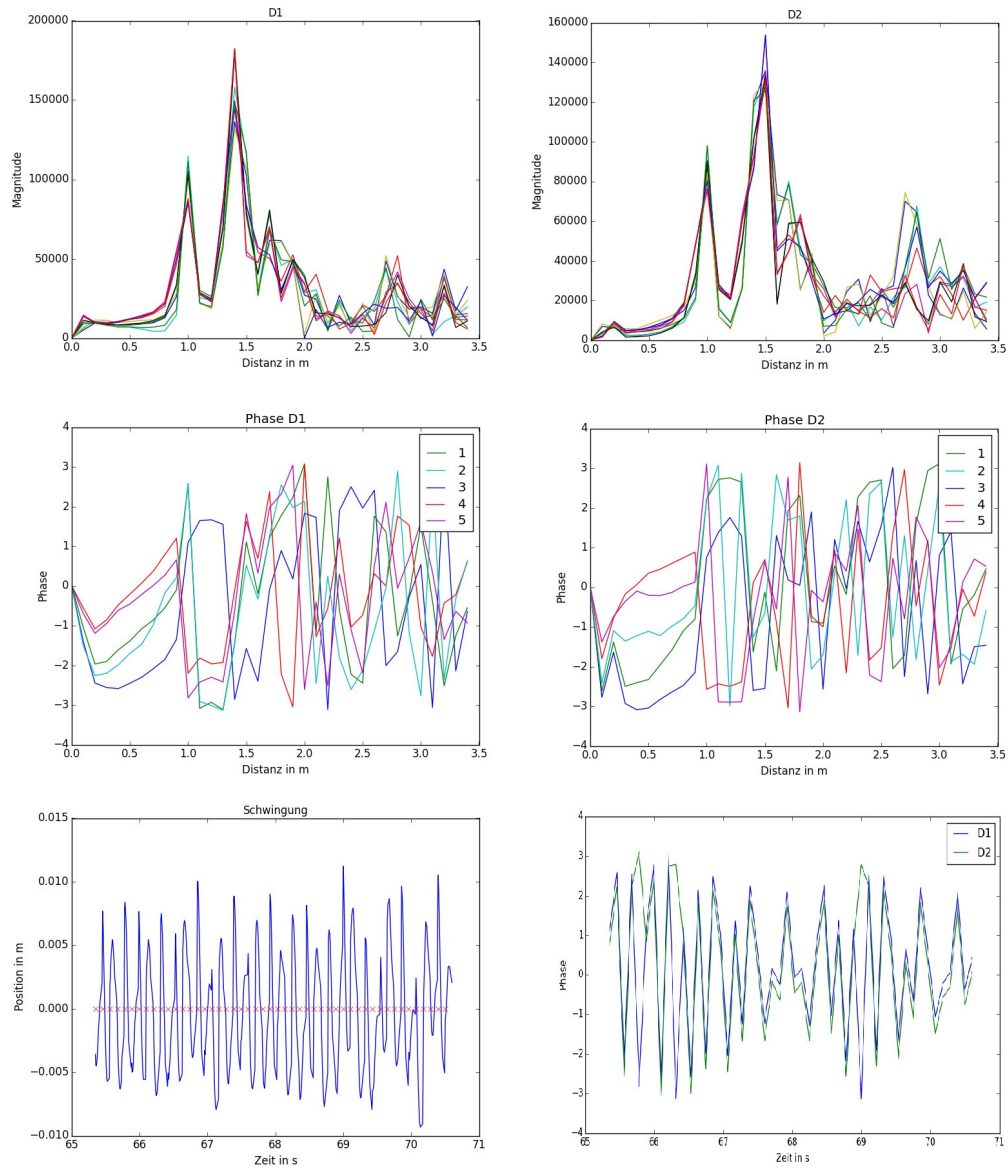 D1
200000
150000
100000
50000
0
Magnitude
0.0 0.5 1.0 1.5 2.0 2.5 3.0 3.5
Distanz in m
D2
160000
140000
120000
100000
80000
60000
40000
20000
0
Magnitude
0.0 0.5 1.0 1.5 2.0 2.5 3.0 3.5
Distanz in m
Phase D1
4
3
2
1
0
−1
−2
−3
−4
Phase
1
2
3
4
5
0.0 0.5 1.0 1.5 2.0 2.5 3.0 3.5
Distanz in m
Phase D2
4
3
2
1
0
−1
−2
−3
−4
Phase
1
2
3
4
5
0.0 0.5 1.0 1.5 2.0 2.5 3.0 3.5
Distanz in m
Schwingung
0.015
0.010
0.005
0.000
−0.005
−0.010
Position in m
65 66 67 68 69 70 71
Zeit in s
4
3
2
1
0
−1
−2
−3
−4
Phase
D1
D2
65 66 67 68 69 70 71
Zeit in s